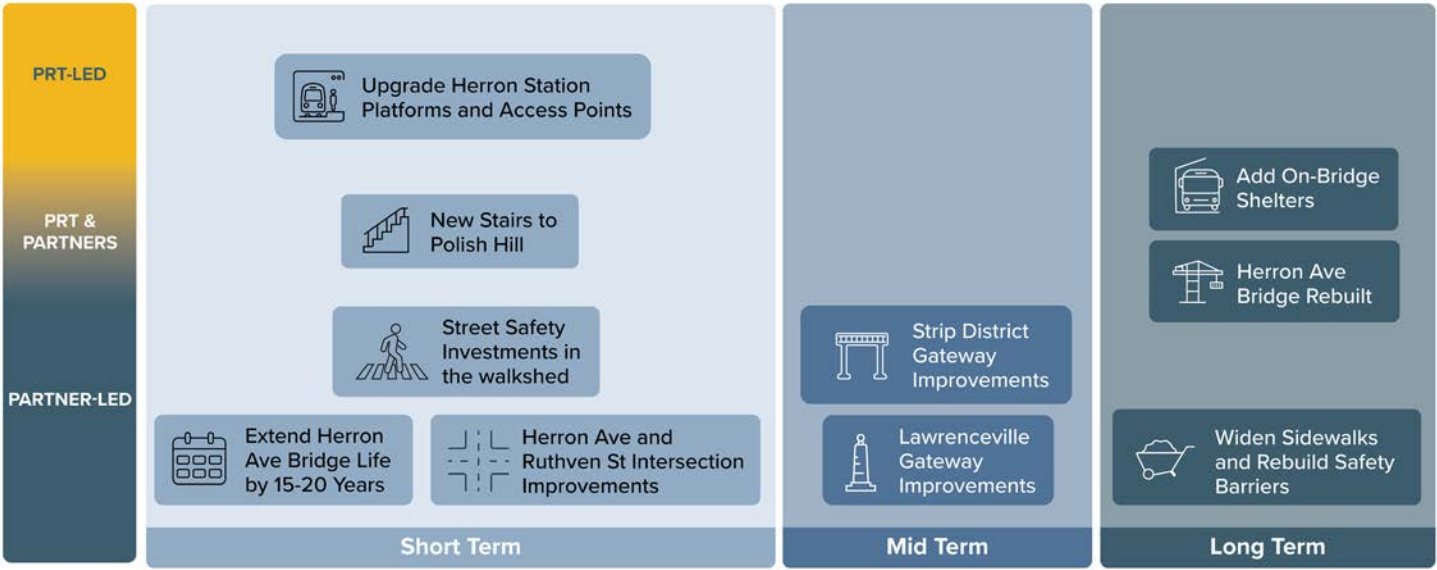 PRT-LED
PRT &
PARTNERS
PARTNER-LED
Upgrade Herron Station
Platforms and Access Points
New Stairs to
Polish Hill
Street Safety
Investments in
the walkshed
Extend Herron
Ave Bridge Life
by 15-20 Years
Herron Ave and
Ruthven St Intersection
Improvements
Short Term
Strip District
Gateway
Improvements
Lawrenceville
Gateway
Improvements
Mid Term
Add On-Bridge
Shelters
Herron Ave
Bridge Rebuilt
Widen Sidewalks
and Rebuild Safety
Barriers
Long Term